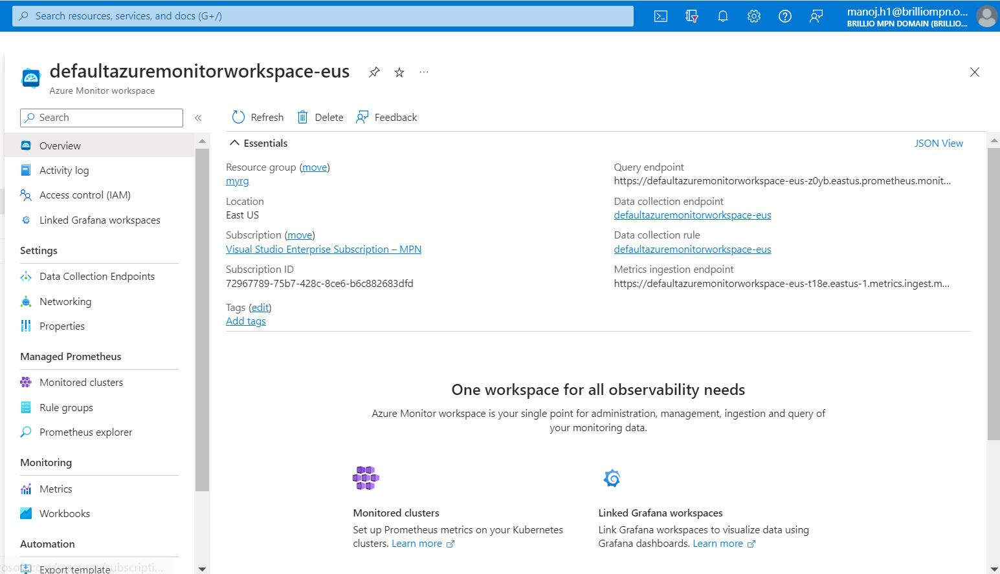 Search resources, services, and docs (G+/)
manoj.h1@brilliompn.o...
BRILLIO MPN DOMAIN (BRILLIO...
defaultazuremonitorworkspace-eus
Azure Monitor workspace
Search
Overview
Activity log
Access control (IAM)
Linked Grafana workspaces
Settings
Data Collection Endpoints
Networking
Properties
Managed Prometheus
Monitored clusters
Rule groups
Prometheus explorer
Monitoring
Metrics
Workbooks
Automation
Export template
osoft.com/resource/subscripti...
Refresh
Delete
Feedback
Essentials
JSON View
Resource group (move)
myrg
Location
East US
Subscription (move)
Visual Studio Enterprise Subscription – MPN
Subscription ID
72967789-75b7-428c-8ce6-b6c882683dfd
Tags (edit)
Add tags
Query endpoint
https://defaultazuremonitorworkspace-eus-z0yb.eastus.prometheus.monit...
Data collection endpoint
defaultazuremonitorworkspace-eus
Data collection rule
defaultazuremonitorworkspace-eus
Metrics ingestion endpoint
https://defaultazuremonitorworkspace-eus-t18e.eastus-1.metrics.ingest.m...
One workspace for all observability needs
Azure Monitor workspace is your single point for administration, management, ingestion and query of
your monitoring data.
Monitored clusters
Set up Prometheus metrics on your Kubernetes
clusters. Learn more
Linked Grafana workspaces
Link Grafana workspaces to visualize data using
Grafana dashboards. Learn more